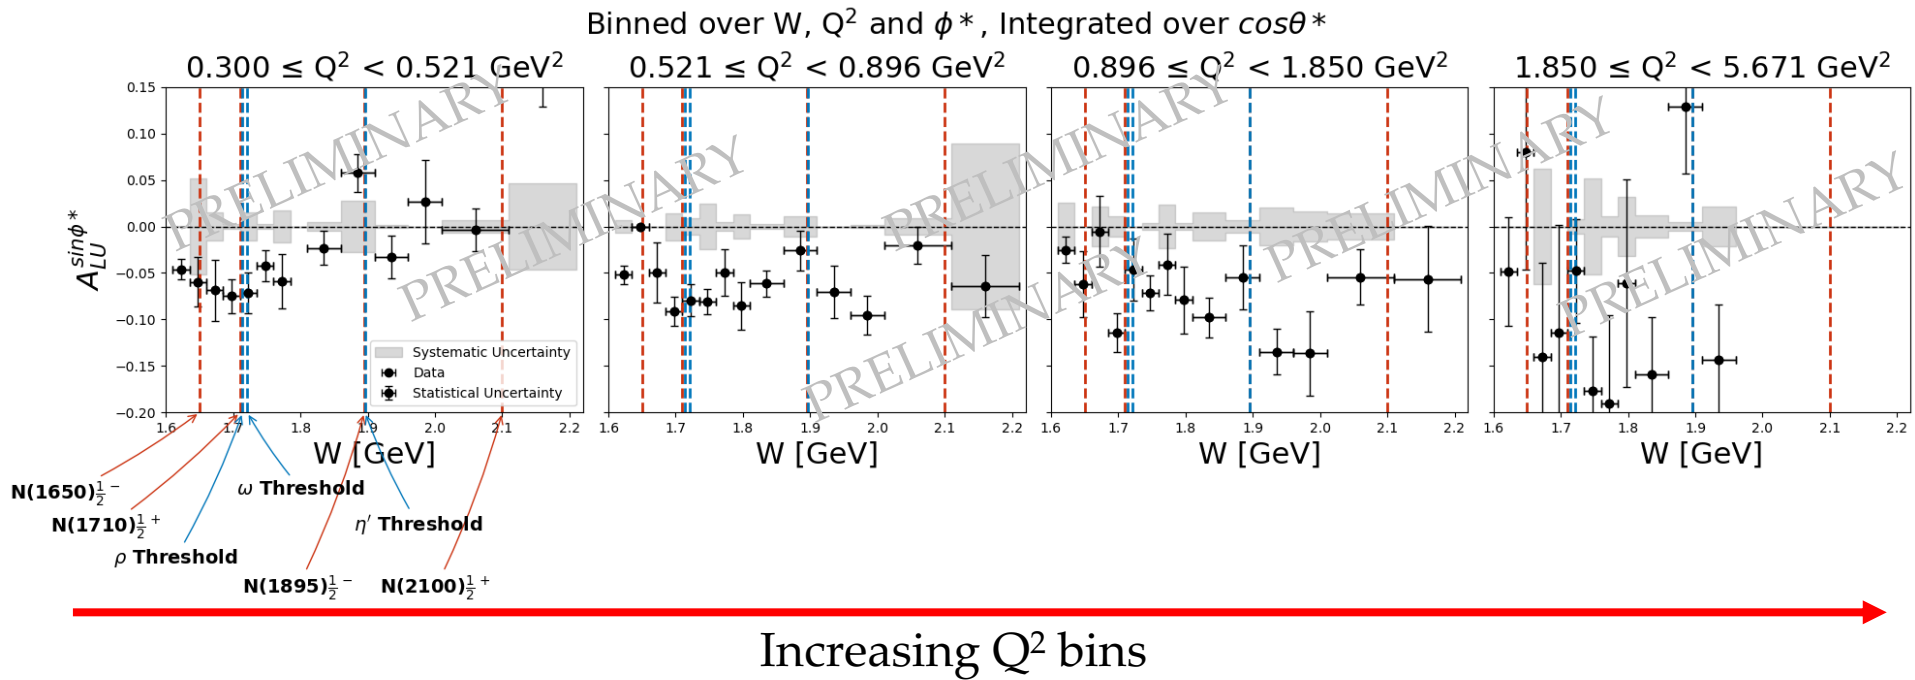 Binned over W, Q² and ϕ*, Integrated over cosθ*
0.300 ≤ Q² < 0.521 GeV²
0.521 ≤ Q² < 0.896 GeV²
0.896 ≤ Q² < 1.850 GeV²
1.850 ≤ Q² < 5.671 GeV²
A_{LU}^{sinϕ*}
0.15
0.10
0.05
0.00
−0.05
−0.10
−0.15
−0.20
PRELIMINARY
PRELIMINARY
PRELIMINARY
PRELIMINARY
PRELIMINARY
PRELIMINARY
PRELIMINARY
Systematic Uncertainty
Data
Statistical Uncertainty
1.6 1.7 1.8 1.9 2.0 2.1 2.2
1.6 1.7 1.8 1.9 2.0 2.1 2.2
1.6 1.7 1.8 1.9 2.0 2.1 2.2
1.6 1.7 1.8 1.9 2.0 2.1 2.2
W [GeV]
W [GeV]
W [GeV]
W [GeV]
N(1650)½⁻
ω Threshold
N(1710)½⁺
η′ Threshold
ρ Threshold
N(1895)½⁻
N(2100)½⁺
Increasing Q² bins